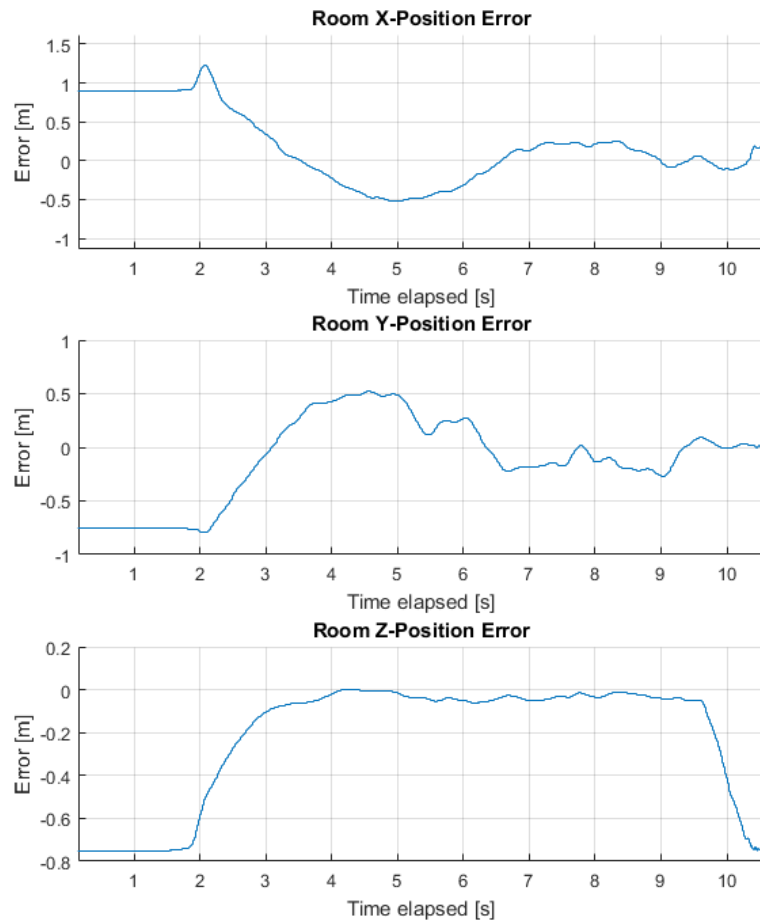 Room X-Position Error
1.5
1
0.5
0
-0.5
-1
Error [m]
1 2 3 4 5 6 7 8 9 10
Time elapsed [s]
Room Y-Position Error
1
0.5
0
-0.5
-1
Error [m]
1 2 3 4 5 6 7 8 9 10
Time elapsed [s]
Room Z-Position Error
0.2
0
-0.2
-0.4
-0.6
-0.8
Error [m]
1 2 3 4 5 6 7 8 9 10
Time elapsed [s]